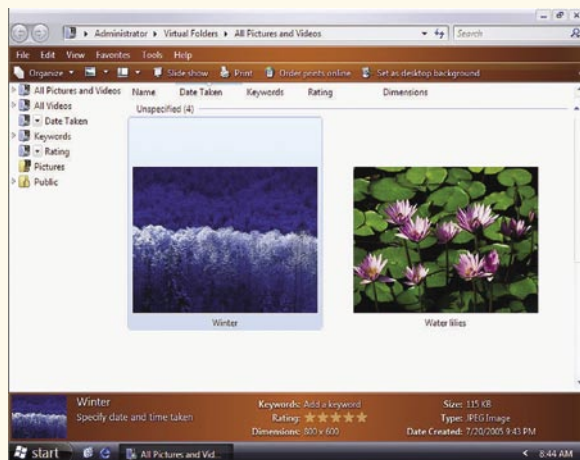 Administrator Virtual Folders All Pictures and Videos Search
File Edit View Favorites Tools Help
Organize Slide show Print Order prints online Set as desktop background
All Pictures and Videos
All Videos
Date Taken
Keywords
Rating
Pictures
Public
Name Date Taken Keywords Rating Dimensions
Unspecified (4)
Winter
Water lilies
Winter
Specify date and time taken
Keywords: Add a keyword
Rating:
Dimensions: 800 x 600
Size: 115 KB
Type: JPEG Image
Date Created: 7/20/2005 9:43 PM
start All Pictures and Vid... 8:44 AM